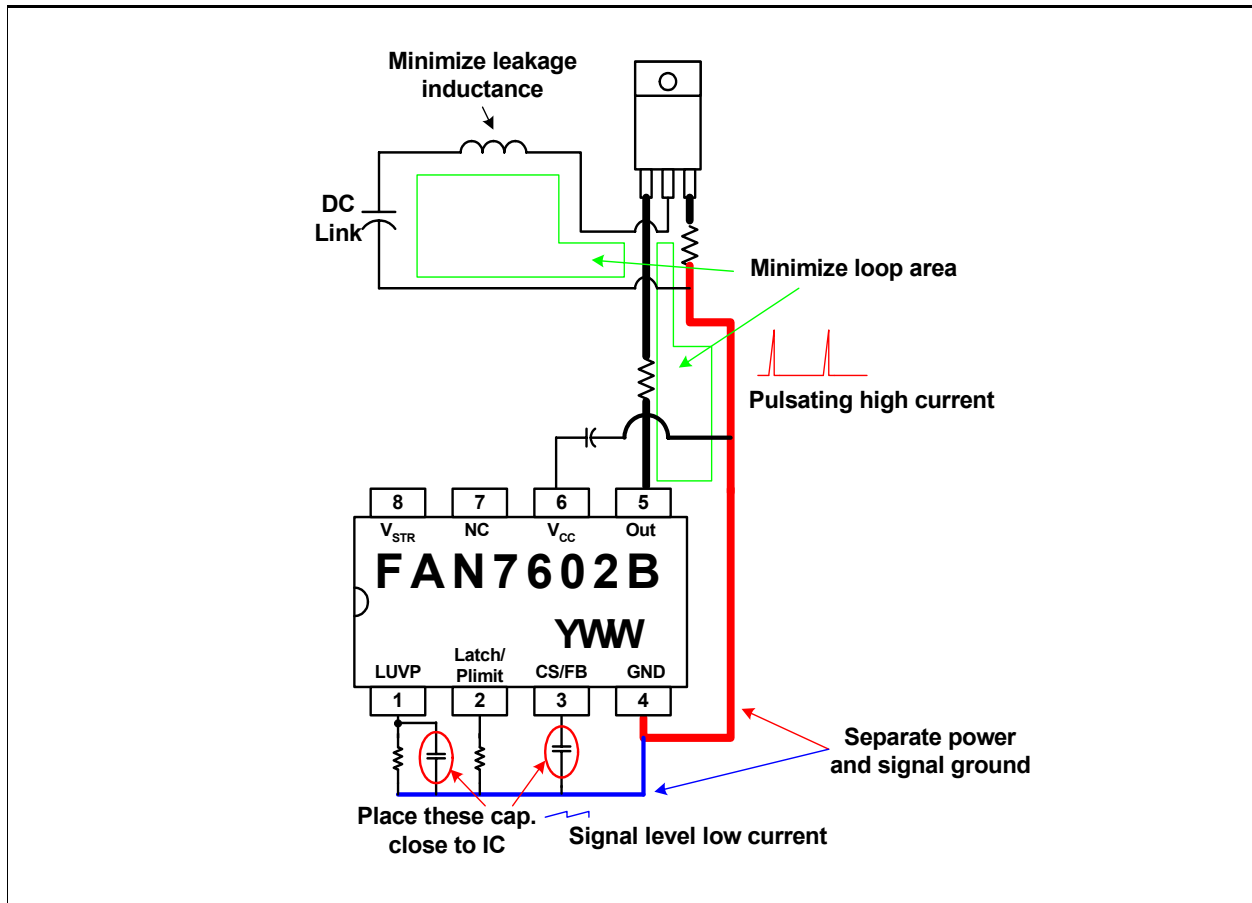 Minimize leakage
inductance
DC
Link
Minimize loop area
Pulsating high current
8
7
6
5
VSTR
NC
VCC
Out
FAN7602B
YWW
LUVP
Latch/
Plimit
CS/FB
GND
1
2
3
4
Separate power
and signal ground
Place these cap.
close to IC
Signal level low current